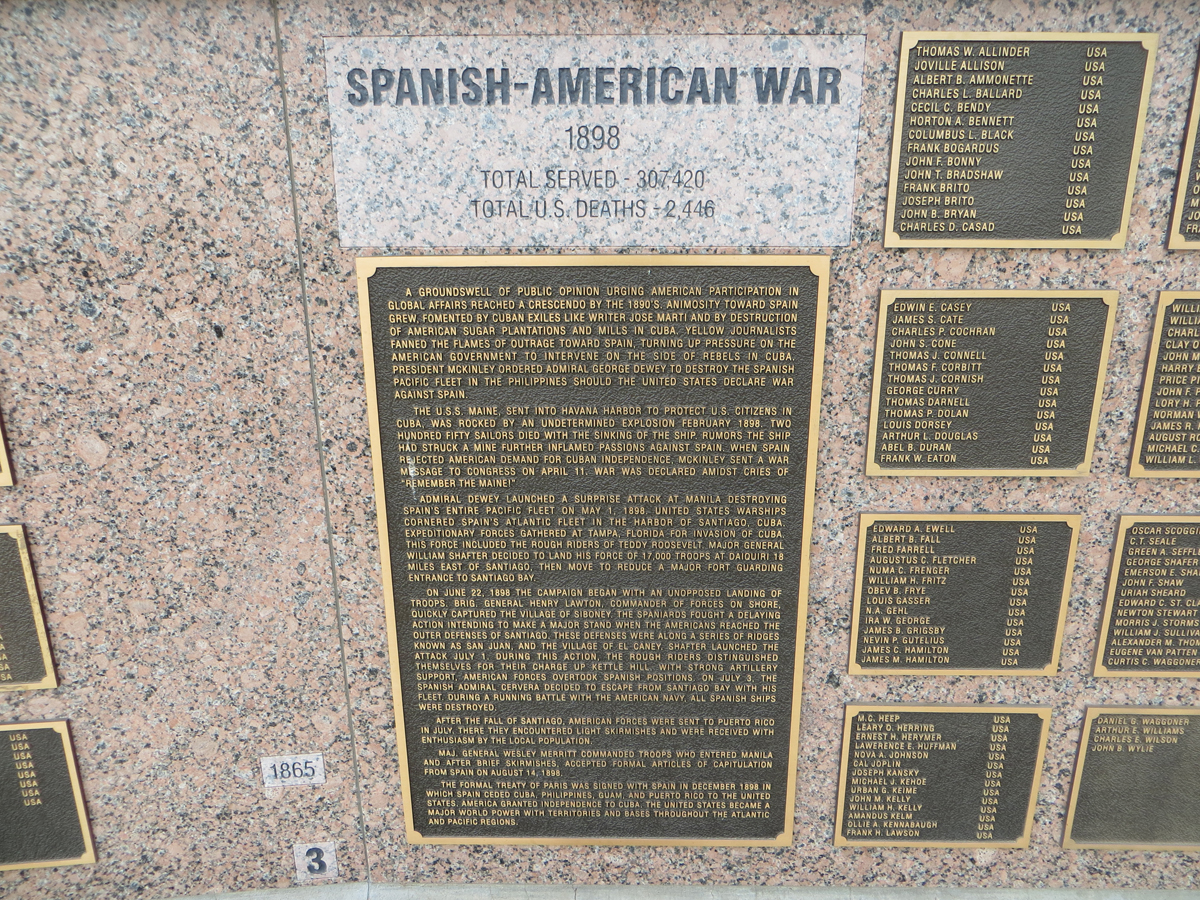 SPANISH-AMERICAN WAR
1898
TOTAL SERVED - 307420
TOTAL U.S. DEATHS - 2,446
A GROUNDSWELL OF PUBLIC OPINION URGING AMERICAN PARTICIPATION IN
GLOBAL AFFAIRS REACHED A CRESCENDO BY THE 1890'S. ANIMOSITY TOWARD SPAIN
GREW, FOMENTED BY CUBAN EXILES LIKE WRITER JOSE MARTI AND BY DESTRUCTION
OF AMERICAN SUGAR PLANTATIONS AND MILLS IN CUBA. YELLOW JOURNALISTS
FANNED THE FLAMES OF OUTRAGE TOWARD SPAIN, TURNING UP PRESSURE ON THE
AMERICAN GOVERNMENT TO INTERVENE ON THE SIDE OF REBELS IN CUBA.
PRESIDENT MCKINLEY ORDERED ADMIRAL GEORGE DEWEY TO DESTROY THE SPANISH
PACIFIC FLEET IN THE PHILIPPINES SHOULD THE UNITED STATES DECLARE WAR
AGAINST SPAIN.
THE U.S.S. MAINE, SENT INTO HAVANA HARBOR TO PROTECT U.S. CITIZENS IN
CUBA, WAS ROCKED BY AN UNDETERMINED EXPLOSION FEBRUARY 1898. TWO
HUNDRED FIFTY SAILORS DIED WITH THE SINKING OF THE SHIP. RUMORS THE SHIP
HAD STRUCK A MINE FURTHER INFLAMED PASSIONS AGAINST SPAIN. WHEN SPAIN
REJECTED AMERICAN DEMAND FOR CUBAN INDEPENDENCE, MCKINLEY SENT A WAR
MESSAGE TO CONGRESS ON APRIL 11. WAR WAS DECLARED AMIDST CRIES OF
"REMEMBER THE MAINE!"
ADMIRAL DEWEY LAUNCHED A SURPRISE ATTACK AT MANILA DESTROYING
SPAIN'S ENTIRE PACIFIC FLEET ON MAY 1, 1898. UNITED STATES WARSHIPS
CORNERED SPAIN'S ATLANTIC FLEET IN THE HARBOR OF SANTIAGO, CUBA.
EXPEDITIONARY FORCES GATHERED AT TAMPA, FLORIDA FOR INVASION OF CUBA.
THIS FORCE INCLUDED THE ROUGH RIDERS OF TEDDY ROOSEVELT. MAJOR GENERAL
WILLIAM SHAFTER DECIDED TO LAND HIS FORCE OF 17,000 TROOPS AT DAIQUIRI 18
MILES EAST OF SANTIAGO, THEN MOVE TO REDUCE A MAJOR FORT GUARDING
ENTRANCE TO SANTIAGO BAY.
ON JUNE 22, 1898 THE CAMPAIGN BEGAN WITH AN UNOPPOSED LANDING OF
TROOPS. BRIG. GENERAL HENRY LAWTON, COMMANDER OF FORCES ON SHORE,
QUICKLY CAPTURED THE VILLAGE OF SIBONEY. THE SPANIARDS FOUGHT A DELAYING
ACTION INTENDING TO MAKE A MAJOR STAND WHEN THE AMERICANS REACHED THE
OUTER DEFENSES OF SANTIAGO. THESE DEFENSES WERE ALONG A SERIES OF RIDGES
KNOWN AS SAN JUAN, AND THE VILLAGE OF EL CANEY. SHAFTER LAUNCHED THE
ATTACK JULY 1. DURING THIS ACTION, THE ROUGH RIDERS DISTINGUISHED
THEMSELVES FOR THEIR CHARGE UP KETTLE HILL. WITH STRONG ARTILLERY
SUPPORT, AMERICAN FORCES OVERTOOK SPANISH POSITIONS. ON JULY 3, THE
SPANISH ADMIRAL CERVERA DECIDED TO ESCAPE FROM SANTIAGO BAY WITH HIS
FLEET. DURING A RUNNING BATTLE WITH THE AMERICAN NAVY, ALL SPANISH SHIPS
WERE DESTROYED.
AFTER THE FALL OF SANTIAGO, AMERICAN FORCES WERE SENT TO PUERTO RICO
IN JULY. THERE THEY ENCOUNTERED LIGHT SKIRMISHES AND WERE RECEIVED WITH
ENTHUSIASM BY THE LOCAL POPULATION.
MAJ. GENERAL WESLEY MERRITT COMMANDED TROOPS WHO ENTERED MANILA
AND AFTER BRIEF SKIRMISHES, ACCEPTED FORMAL ARTICLES OF CAPITULATION
FROM SPAIN ON AUGUST 14, 1898.
THE FORMAL TREATY OF PARIS WAS SIGNED WITH SPAIN IN DECEMBER 1898 IN
WHICH SPAIN CEDED CUBA, PHILIPPINES, GUAM, AND PUERTO RICO TO THE UNITED
STATES. AMERICA GRANTED INDEPENDENCE TO CUBA. THE UNITED STATES BECAME A
MAJOR WORLD POWER WITH TERRITORIES AND BASES THROUGHOUT THE ATLANTIC
AND PACIFIC REGIONS.
THOMAS W. ALLINDER USA
JOVILLE ALLISON USA
ALBERT B. AMMONETTE USA
CHARLES L. BALLARD USA
CECIL C. BENDY USA
HORTON A. BENNETT USA
COLUMBUS L. BLACK USA
FRANK BOGARDUS USA
JOHN F. BONNY USA
JOHN T. BRADSHAW USA
FRANK BRITO USA
JOSEPH BRITO USA
JOHN B. BRYAN USA
CHARLES D. CASAD USA
EDWIN E. CASEY USA
JAMES S. CATE USA
CHARLES P. COCHRAN USA
JOHN S. CONE USA
THOMAS J. CONNELL USA
THOMAS F. CORBITT USA
THOMAS J. CORNISH USA
GEORGE CURRY USA
THOMAS DARNELL USA
THOMAS P. DOLAN USA
LOUIS DORSEY USA
ARTHUR L. DOUGLAS USA
ABEL B. DURAN USA
FRANK W. EATON USA
EDWARD A. EWELL USA
ALBERT B. FALL USA
FRED FARRELL USA
AUGUSTUS C. FLETCHER USA
NUMA C. FRENGER USA
WILLIAM H. FRITZ USA
OBEV B. FRYE USA
LOUIS GASSER USA
N.A. GEHL USA
IRA W. GEORGE USA
JAMES B. GRIGSBY USA
NEVIN P. GUTELIUS USA
JAMES C. HAMILTON USA
JAMES M. HAMILTON USA
M.C. HEEP USA
LEARY O. HERRING USA
ERNEST H. HERYMER USA
LAWERENCE E. HUFFMAN USA
NOVA A. JOHNSON USA
CAL JOPLIN USA
JOSEPH KANSKY USA
MICHAEL J. KEHOE USA
URBAN G. KEIME USA
JOHN M. KELLY USA
WILLIAM H. KELLY USA
AMANDUS KELM USA
OLLIE A. KENNABAUGH USA
FRANK H. LAWSON USA
OSCAR SCOGGI
C.T. SEALE
GREEN A. SEFFLE
GEORGE SHAFER
EMERSON E. SHA
JOHN F. SHAW
URIAH SHEARD
EDWARD C. ST. CLA
NEWTON STEWART
MORRIS J. STORMS
WILLIAM J. SULLIVA
ALEXANDER M. THO
EUGENE VAN PATTEN
CURTIS C. WAGGONE
DANIEL G. WAGGONER
ARTHUR E. WILLIAMS
CHARLES E. WILSON
JOHN B. WYLIE
USA
USA
USA
USA
USA
USA
USA
USA
1865
3